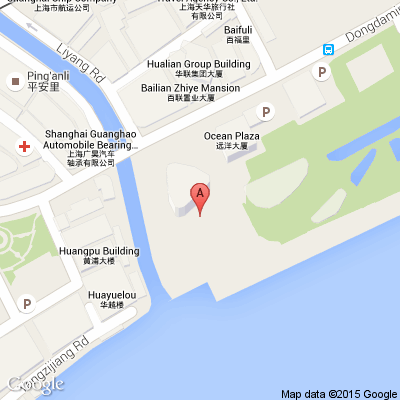 上海市航运公司
上海天华旅行社
有限公司
Baifuli
百福里
Dongdamin
Liyang Rd
P
Hualian Group Building
华联集团大厦
Ping'anli
平安里
Bailian Zhiye Mansion
百联置业大厦
P
Shanghai Guanghao
Automobile Bearing...
上海广昊汽车
轴承有限公司
Ocean Plaza
远洋大厦
A
Huangpu Building
黄浦大楼
Huayuelou
华越楼
P
ngzijiang Rd
Google
Map data ©2015 Google